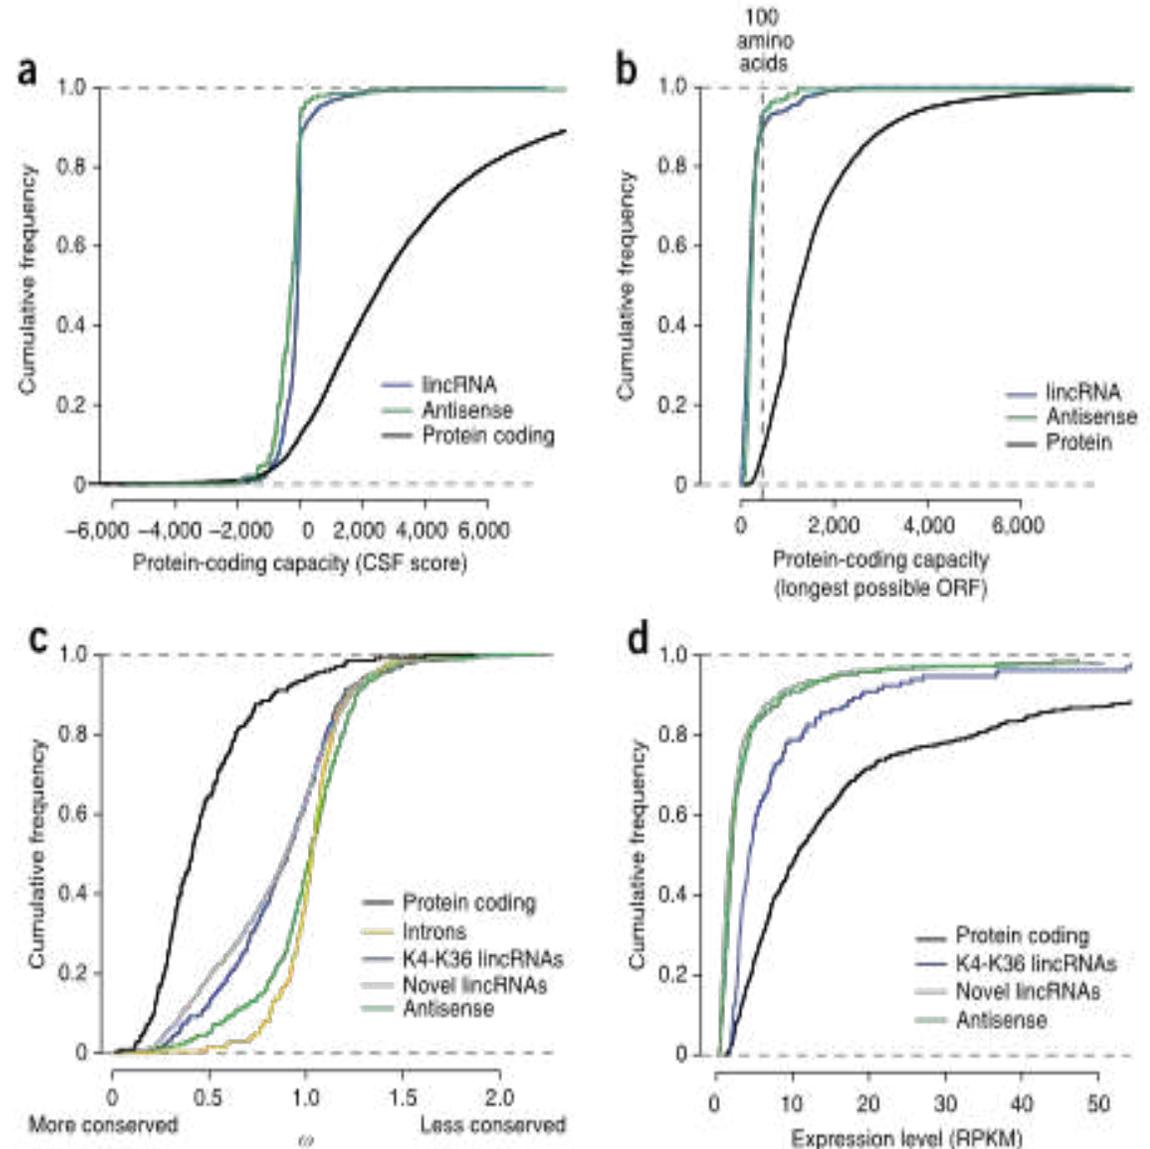 a
1.0
0.8
0.6
0.4
0.2
0
Cumulative frequency
lincRNA
Antisense
Protein coding
−6,000 −4,000 −2,000 0 2,000 4,000 6,000
Protein-coding capacity (CSF score)
b
100
amino
acids
1.0
0.8
0.6
0.4
0.2
0
Cumulative frequency
lincRNA
Antisense
Protein
0 2,000 4,000 6,000
Protein-coding capacity
(longest possible ORF)
c
1.0
0.8
0.6
0.4
0.2
0
Cumulative frequency
Protein coding
Introns
K4-K36 lincRNAs
Novel lincRNAs
Antisense
0 0.5 1.0 1.5 2.0
More conserved Less conserved
ω
d
1.0
0.8
0.6
0.4
0.2
0
Cumulative frequency
Protein coding
K4-K36 lincRNAs
Novel lincRNAs
Antisense
0 10 20 30 40 50
Expression level (RPKM)